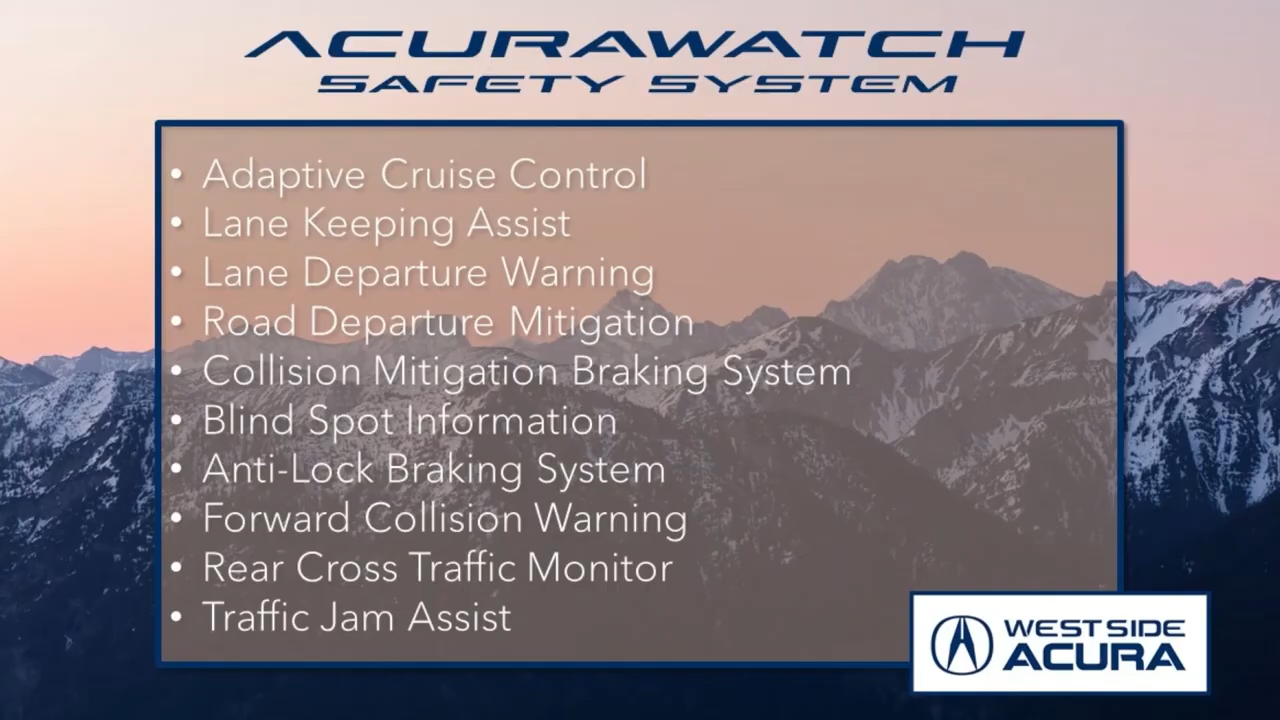 ACURAWATCH
SAFETY SYSTEM
• Adaptive Cruise Control
• Lane Keeping Assist
• Lane Departure Warning
• Road Departure Mitigation
• Collision Mitigation Braking System
• Blind Spot Information
• Anti-Lock Braking System
• Forward Collision Warning
• Rear Cross Traffic Monitor
• Traffic Jam Assist
WEST SIDE
ACURA